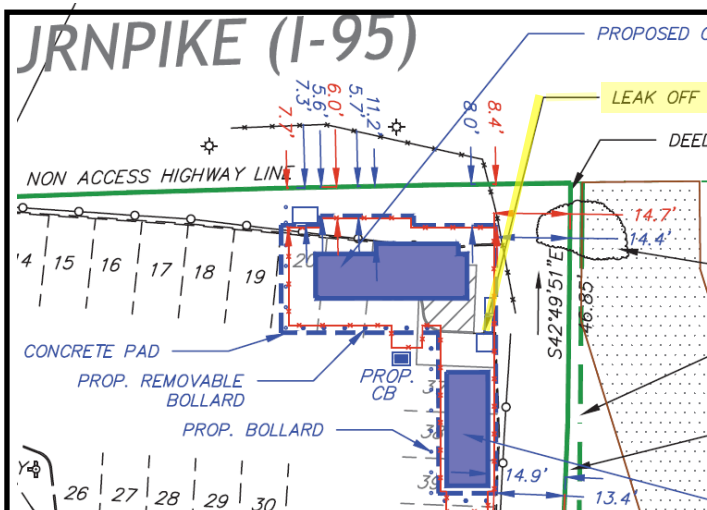 JRNPIKE (I-95)
PROPOSED
7.7'
7.3'
5.6'
6.0'
5.7'
11.2'
8.0'
8.4'
LEAK OFF
DEED
NON ACCESS HIGHWAY LINE
14.7'
14.4'
15
16
17
18
19
20
S42°49'51"E
46.85'
CONCRETE PAD
PROP. REMOVABLE
BOLLARD
PROP.
CB
37
PROP. BOLLARD
38
39
14.9'
13.4'
26
27
28
29
30